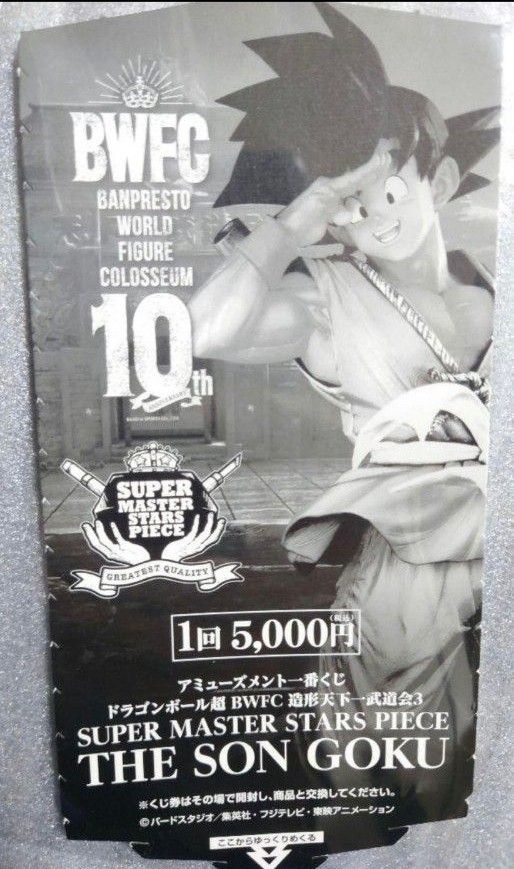 BWFC
BANPRESTO
WORLD
FIGURE
COLOSSEUM
10th
ANNIVERSARY
SUPER
MASTER
STARS
PIECE
GREATEST QUALITY
1回 5,000円(税込)
アミューズメント一番くじ
ドラゴンボール超 BWFC 造形天下一武道会3
SUPER MASTER STARS PIECE
THE SON GOKU
※くじ券はその場で開封し、商品と交換してください。
©バードスタジオ／集英社・フジテレビ・東映アニメーション
ここからゆっくりめくる